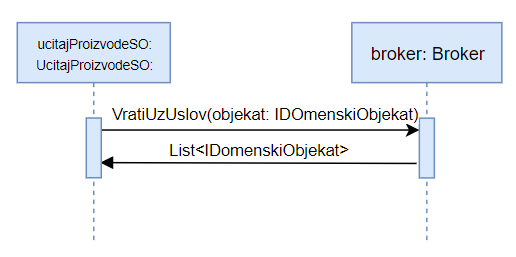 ucitajProizvodeSO:
UcitajProizvodeSO:
broker: Broker
VratiUzUslov(objekat: IDOmenskiObjekat)
List<IDomenskiObjekat>